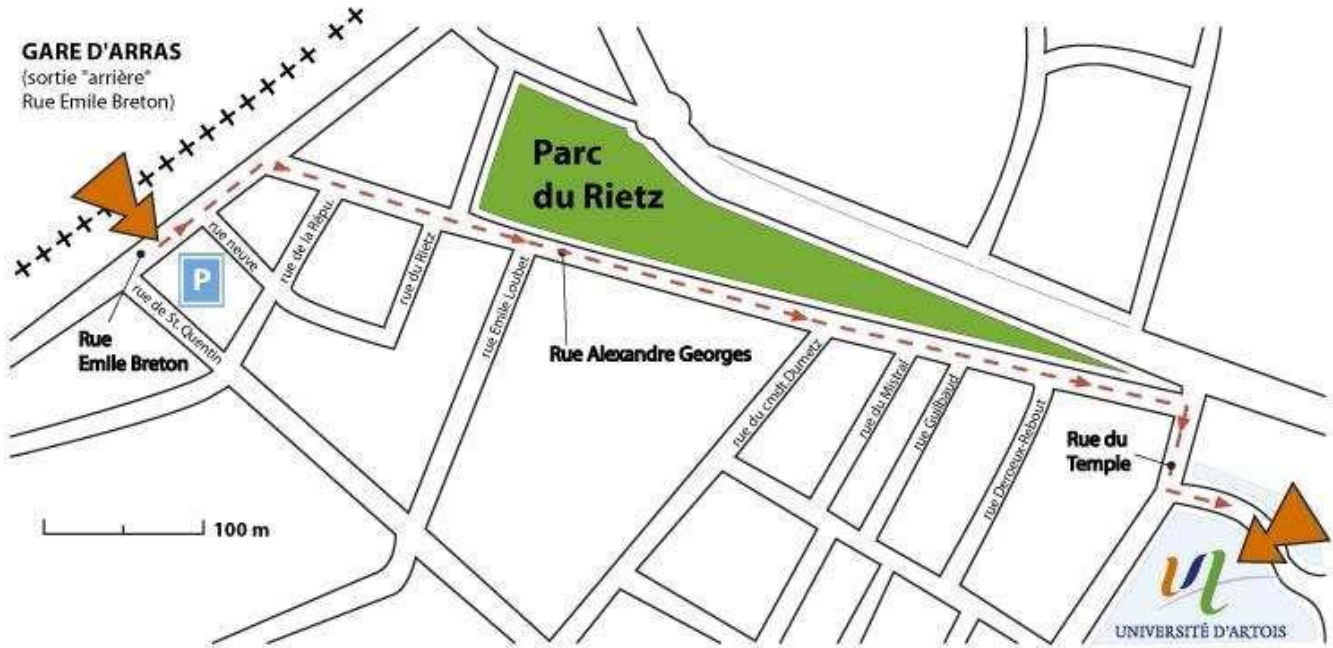 GARE D'ARRAS
(sortie "arrière"
Rue Emile Breton)
Parc
du Rietz
rue neuve
rue de la Répu.
rue du Rietz
P
rue de St. Quentin
Rue
Emile Breton
rue Emile Loubet
Rue Alexandre Georges
rue du cmdt Dumetz
rue du Mistral
rue Guilbaud
rue Deroeux-Rebout
Rue du
Temple
100 m
UNIVERSITÉ D'ARTOIS